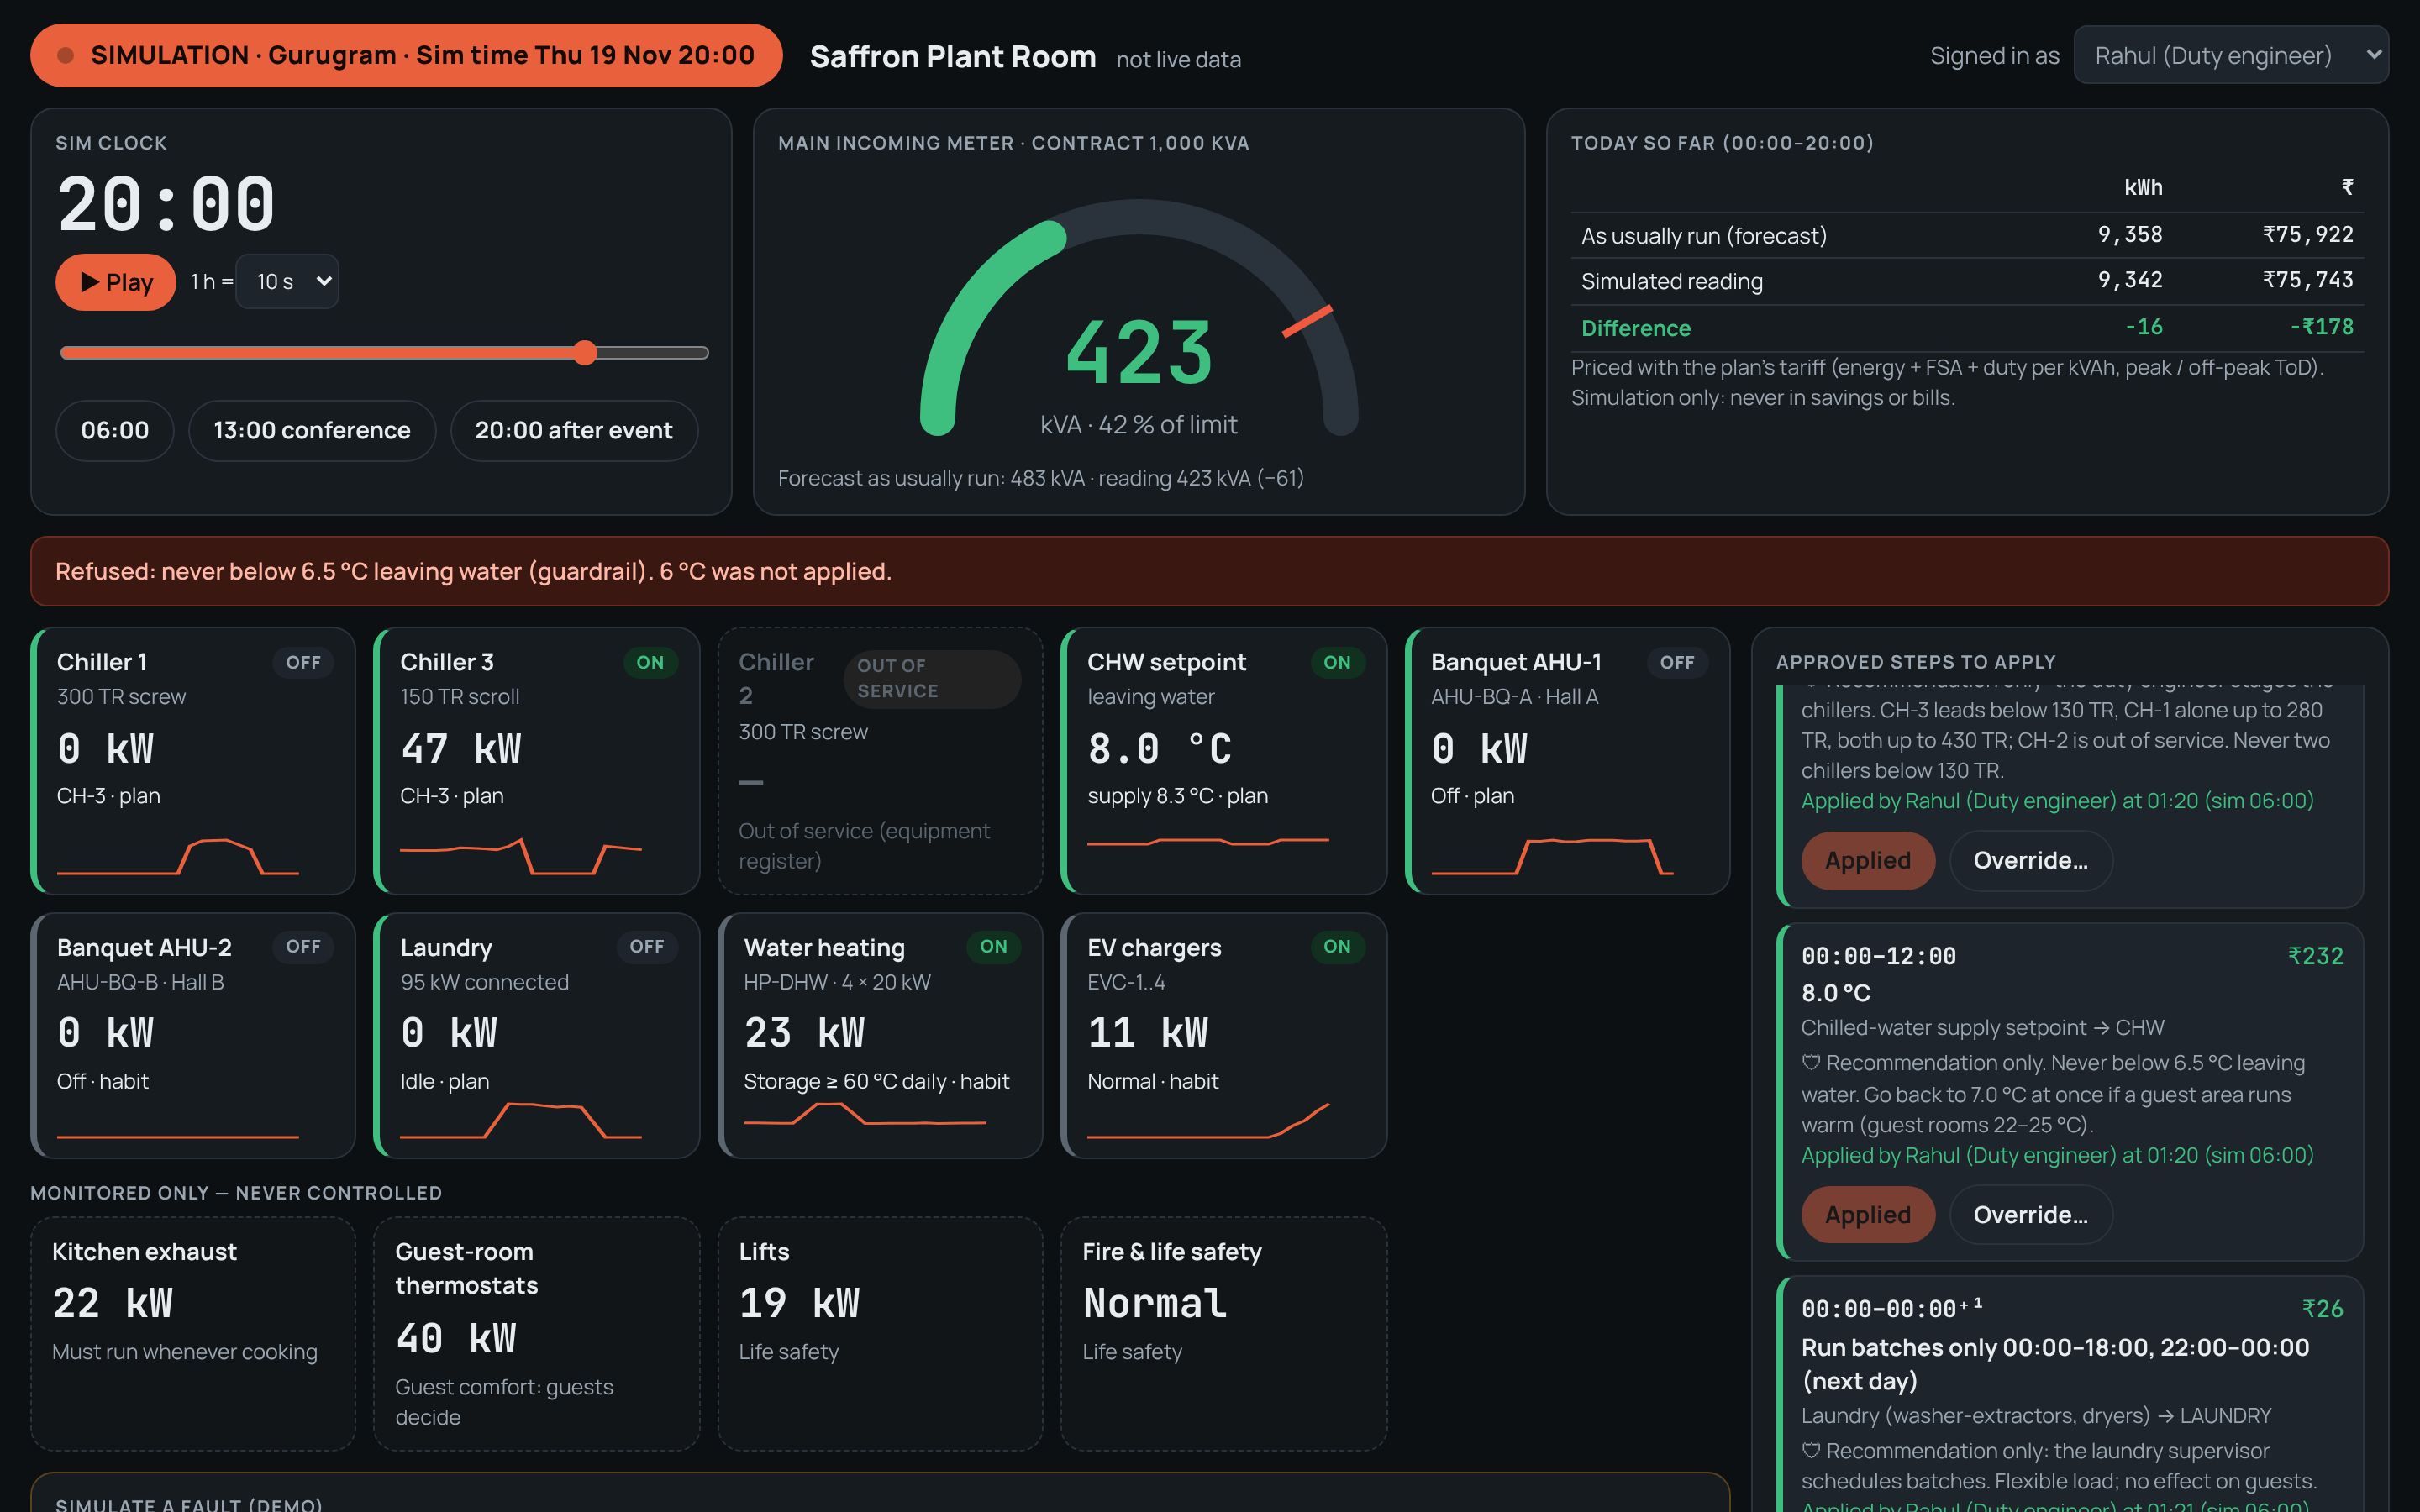 SIMULATION · Gurugram · Sim time Thu 19 Nov 20:00
Saffron Plant Room
not live data
Signed in as
Rahul (Duty engineer)
SIM CLOCK
20:00
▶ Play
1 h =
10 s
06:00
13:00 conference
20:00 after event
MAIN INCOMING METER · CONTRACT 1,000 KVA
423
kVA · 42 % of limit
Forecast as usually run: 483 kVA · reading 423 kVA (−61)
TODAY SO FAR (00:00–20:00)
kWh ₹
As usually run (forecast) 9,358 ₹75,922
Simulated reading 9,342 ₹75,743
Difference -16 -₹178
Priced with the plan's tariff (energy + FSA + duty per kVAh, peak / off-peak ToD).
Simulation only: never in savings or bills.
Refused: never below 6.5 °C leaving water (guardrail). 6 °C was not applied.
Chiller 1
OFF
300 TR screw
0 kW
CH-3 · plan
Chiller 3
ON
150 TR scroll
47 kW
CH-3 · plan
Chiller
2
OUT OF
SERVICE
300 TR screw
—
Out of service (equipment
register)
CHW setpoint
ON
leaving water
8.0 °C
supply 8.3 °C · plan
Banquet AHU-1
OFF
AHU-BQ-A · Hall A
0 kW
Off · plan
Banquet AHU-2
OFF
AHU-BQ-B · Hall B
0 kW
Off · habit
Laundry
OFF
95 kW connected
0 kW
Idle · plan
Water heating
ON
HP-DHW · 4 × 20 kW
23 kW
Storage ≥ 60 °C daily · habit
EV chargers
ON
EVC-1..4
11 kW
Normal · habit
MONITORED ONLY — NEVER CONTROLLED
Kitchen exhaust
22 kW
Must run whenever cooking
Guest-room
thermostats
40 kW
Guest comfort: guests
decide
Lifts
19 kW
Life safety
Fire & life safety
Normal
Life safety
SIMULATE A FAULT (DEMO)
APPROVED STEPS TO APPLY
Recommendation only: the duty engineer stages the
chillers. CH-3 leads below 130 TR, CH-1 alone up to 280
TR, both up to 430 TR; CH-2 is out of service. Never two
chillers below 130 TR.
Applied by Rahul (Duty engineer) at 01:20 (sim 06:00)
Applied
Override…
00:00–12:00
₹232
8.0 °C
Chilled-water supply setpoint → CHW
🛡 Recommendation only. Never below 6.5 °C leaving
water. Go back to 7.0 °C at once if a guest area runs
warm (guest rooms 22–25 °C).
Applied by Rahul (Duty engineer) at 01:20 (sim 06:00)
Applied
Override…
00:00–00:00⁺¹
₹26
Run batches only 00:00–18:00, 22:00–00:00
(next day)
Laundry (washer-extractors, dryers) → LAUNDRY
🛡 Recommendation only: the laundry supervisor
schedules batches. Flexible load; no effect on guests.
Applied by Rahul (Duty engineer) at 01:21 (sim 06:00)